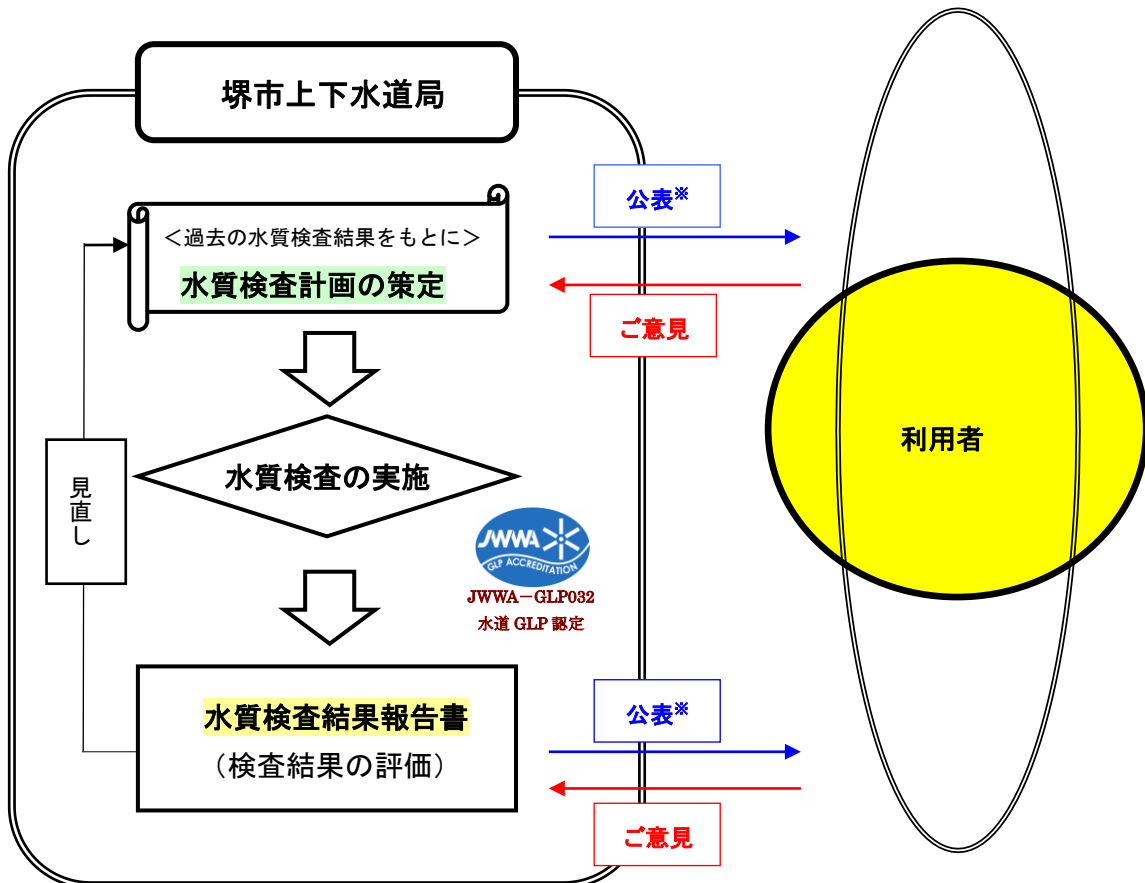 堺市上下水道局
公表※
＜過去の水質検査結果をもとに＞
水質検査計画の策定
ご意見
利用者
水質検査の実施
見直し
JWWA
GLP ACCREDITATION
JWWA－GLP032
水道 GLP 認定
水質検査結果報告書
（検査結果の評価）
公表※
ご意見